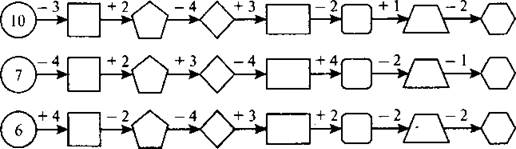 10 − 3 + 2 − 4 + 3 − 2 + 1 − 2
7 − 4 + 2 + 3 − 4 + 4 − 2 − 1
6 + 4 − 2 − 4 + 3 + 2 − 2 − 2